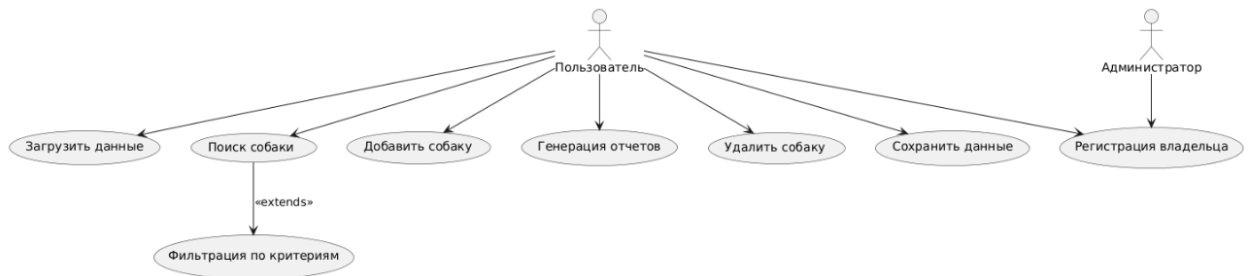 Пользователь
Администратор
Загрузить данные
Поиск собаки
Добавить собаку
Генерация отчетов
Удалить собаку
Сохранить данные
Регистрация владельца
«extends»
Фильтрация по критериям